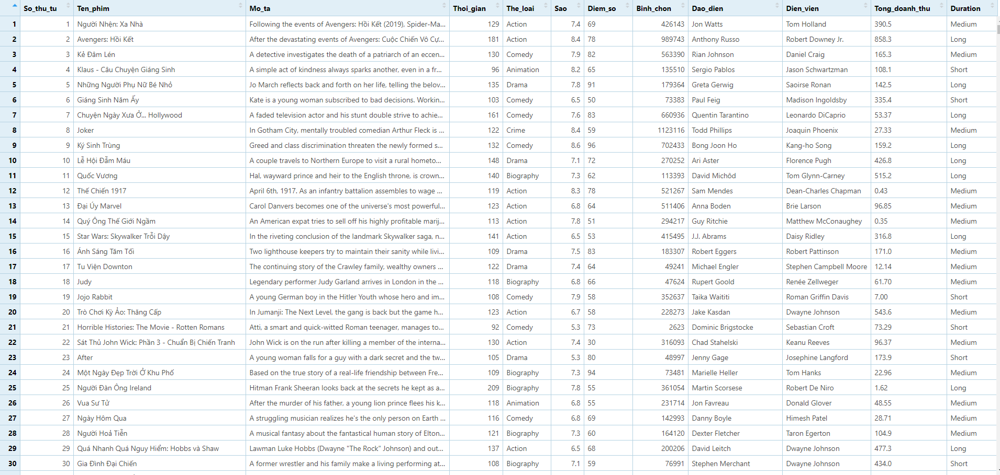 So_thu_tu Ten_phim Mo_ta Thoi_gian The_loai Sao Diem_so Binh_chon Dao_dien Dien_vien Tong_doanh_thu Duration
1 1 Người Nhện: Xa Nhà Following the events of Avengers: Hồi Kết (2019), Spider-Ma... 129 Action 7.4 69 426143 Jon Watts Tom Holland 390.5 Medium
2 2 Avengers: Hồi Kết After the devastating events of Avengers: Cuộc Chiến Vô Cự... 181 Action 8.4 78 989743 Anthony Russo Robert Downey Jr. 858.3 Long
3 3 Kẻ Đâm Lén A detective investigates the death of a patriarch of an eccen... 130 Comedy 7.9 82 563390 Rian Johnson Daniel Craig 165.3 Medium
4 4 Klaus - Câu Chuyện Giáng Sinh A simple act of kindness always sparks another, even in a fr... 96 Animation 8.2 65 135510 Sergio Pablos Jason Schwartzman 108.1 Short
5 5 Những Người Phụ Nữ Bé Nhỏ Jo March reflects back and forth on her life, telling the belov... 135 Drama 7.8 91 179364 Greta Gerwig Saoirse Ronan 142.5 Long
6 6 Giáng Sinh Năm Ấy Kate is a young woman subscribed to bad decisions. Workin... 103 Comedy 6.5 50 73383 Paul Feig Madison Ingoldsby 335.4 Short
7 7 Chuyện Ngày Xưa Ở... Hollywood A faded television actor and his stunt double strive to achie... 161 Comedy 7.6 83 660936 Quentin Tarantino Leonardo DiCaprio 53.37 Long
8 8 Joker In Gotham City, mentally troubled comedian Arthur Fleck is ... 122 Crime 8.4 59 1123116 Todd Phillips Joaquin Phoenix 27.33 Medium
9 9 Ký Sinh Trùng Greed and class discrimination threaten the newly formed s... 132 Comedy 8.6 96 702433 Bong Joon Ho Kang-ho Song 159.2 Long
10 10 Lễ Hội Đẫm Máu A couple travels to Northern Europe to visit a rural hometo... 148 Drama 7.1 72 270252 Ari Aster Florence Pugh 426.8 Long
11 11 Quốc Vương Hal, wayward prince and heir to the English throne, is crown... 140 Biography 7.3 62 113393 David Michôd Tom Glynn-Carney 515.2 Long
12 12 Thế Chiến 1917 April 6th, 1917. As an infantry battalion assembles to wage ... 119 Action 8.3 78 521267 Sam Mendes Dean-Charles Chapman 0.43 Medium
13 13 Đại Úy Marvel Carol Danvers becomes one of the universe's most powerful... 123 Action 6.8 64 511406 Anna Boden Brie Larson 96.85 Medium
14 14 Quý Ông Thế Giới Ngầm An American expat tries to sell off his highly profitable marij... 113 Action 7.8 51 294217 Guy Ritchie Matthew McConaughey 0.35 Medium
15 15 Star Wars: Skywalker Trỗi Dậy In the riveting conclusion of the landmark Skywalker saga, n... 141 Action 6.5 53 415495 J.J. Abrams Daisy Ridley 316.8 Long
16 16 Ánh Sáng Tăm Tối Two lighthouse keepers try to maintain their sanity while livi... 109 Drama 7.5 83 183307 Robert Eggers Robert Pattinson 171.0 Medium
17 17 Tu Viện Downton The continuing story of the Crawley family, wealthy owners ... 122 Drama 7.4 64 49241 Michael Engler Stephen Campbell Moore 12.14 Medium
18 18 Judy Legendary performer Judy Garland arrives in London in the ... 118 Biography 6.8 66 47624 Rupert Goold Renée Zellweger 61.70 Medium
19 19 Jojo Rabbit A young German boy in the Hitler Youth whose hero and im... 108 Comedy 7.9 58 352637 Taika Waititi Roman Griffin Davis 7.00 Short
20 20 Trò Chơi Kỳ Ảo: Thăng Cấp In Jumanji: The Next Level, the gang is back but the game h... 123 Action 6.7 58 228273 Jake Kasdan Dwayne Johnson 543.6 Medium
21 21 Horrible Histories: The Movie - Rotten Romans Atti, a smart and quick-witted Roman teenager, manages to... 92 Comedy 5.3 73 2623 Dominic Brigstocke Sebastian Croft 73.29 Short
22 22 Sát Thủ John Wick: Phần 3 - Chuẩn Bị Chiến Tranh John Wick is on the run after killing a member of the interna... 130 Action 7.4 30 316093 Chad Stahelski Keanu Reeves 96.37 Medium
23 23 After A young woman falls for a guy with a dark secret and the tw... 105 Drama 5.3 80 48997 Jenny Gage Josephine Langford 173.9 Short
24 24 Một Ngày Đẹp Trời Ở Khu Phố Based on the true story of a real-life friendship between Fre... 109 Biography 7.3 94 73481 Marielle Heller Tom Hanks 22.96 Medium
25 25 Người Đàn Ông Ireland Hitman Frank Sheeran looks back at the secrets he kept as a... 209 Biography 7.8 55 361054 Martin Scorsese Robert De Niro 1.62 Long
26 26 Vua Sư Tử After the murder of his father, a young lion prince flees his k... 118 Animation 6.8 55 231714 Jon Favreau Donald Glover 48.55 Medium
27 27 Ngày Hôm Qua A struggling musician realizes he's the only person on Earth ... 116 Comedy 6.8 69 142993 Danny Boyle Himesh Patel 28.71 Medium
28 28 Người Hoả Tiễn A musical fantasy about the fantastical human story of Elton... 121 Biography 7.3 60 164120 Dexter Fletcher Taron Egerton 104.9 Medium
29 29 Quá Nhanh Quá Nguy Hiểm: Hobbs và Shaw Lawman Luke Hobbs (Dwayne "The Rock" Johnson) and out... 137 Action 6.5 68 200206 David Leitch Dwayne Johnson 477.3 Long
30 30 Gia Đình Đại Chiến A former wrestler and his family make a living performing at... 108 Biography 7.1 59 76991 Stephen Merchant Dwayne Johnson 434.0 Short